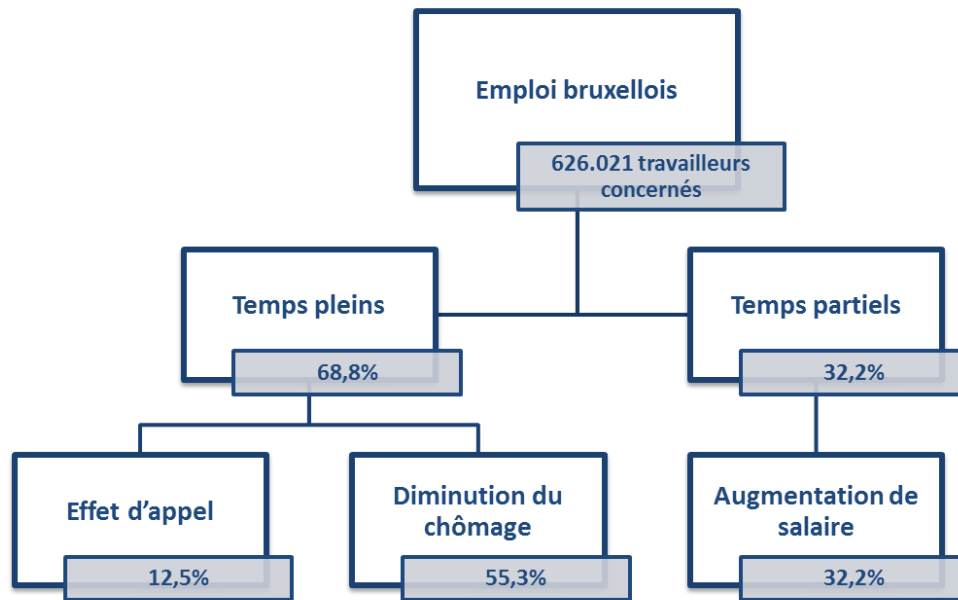 Emploi bruxellois
626.021 travailleurs
concernés
Temps pleins
68,8%
Temps partiels
32,2%
Effet d’appel
12,5%
Diminution du
chômage
55,3%
Augmentation de
salaire
32,2%